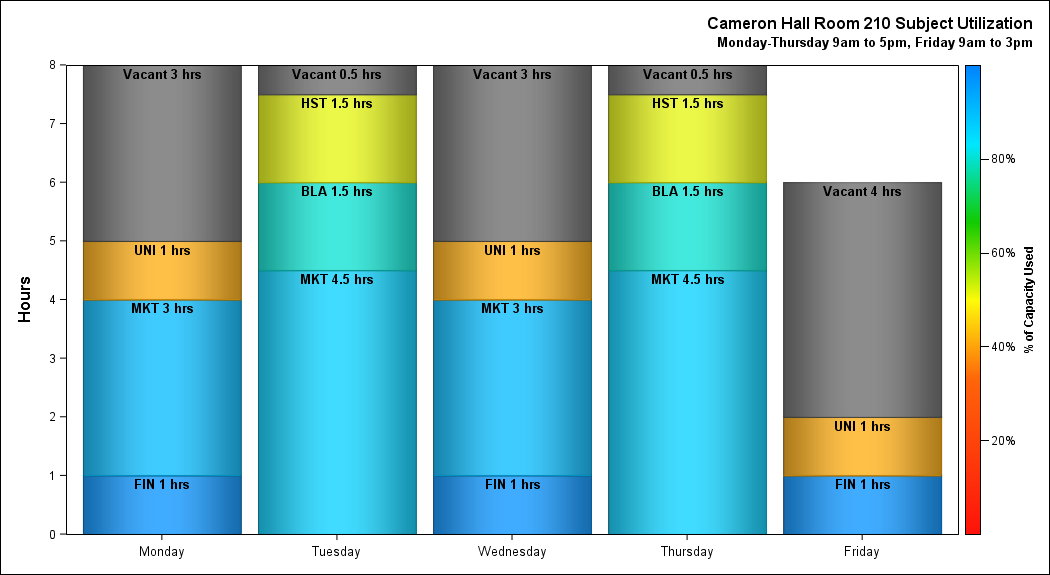 Cameron Hall Room 210 Subject Utilization
Monday-Thursday 9am to 5pm, Friday 9am to 3pm
Hours
8
7
6
5
4
3
2
1
0
Vacant 3 hrs
UNI 1 hrs
MKT 3 hrs
FIN 1 hrs
Vacant 0.5 hrs
HST 1.5 hrs
BLA 1.5 hrs
MKT 4.5 hrs
Vacant 3 hrs
UNI 1 hrs
MKT 3 hrs
FIN 1 hrs
Vacant 0.5 hrs
HST 1.5 hrs
BLA 1.5 hrs
MKT 4.5 hrs
Vacant 4 hrs
UNI 1 hrs
FIN 1 hrs
Monday
Tuesday
Wednesday
Thursday
Friday
80%
60%
40%
20%
% of Capacity Used